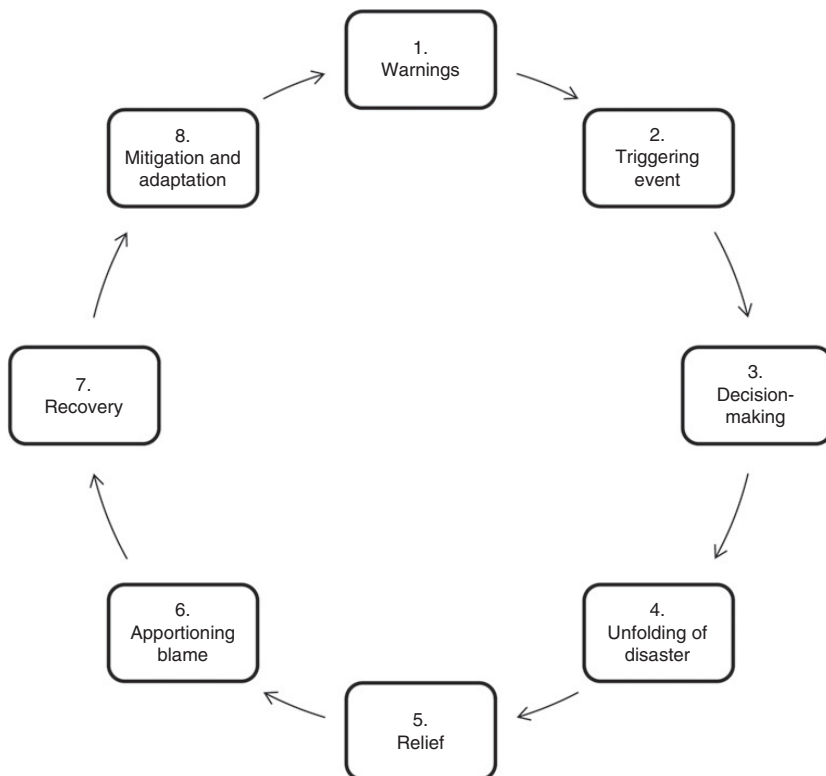 1.
Warnings
2.
Triggering
event
3.
Decision-
making
4.
Unfolding of
disaster
5.
Relief
6.
Apportioning
blame
7.
Recovery
8.
Mitigation and
adaptation